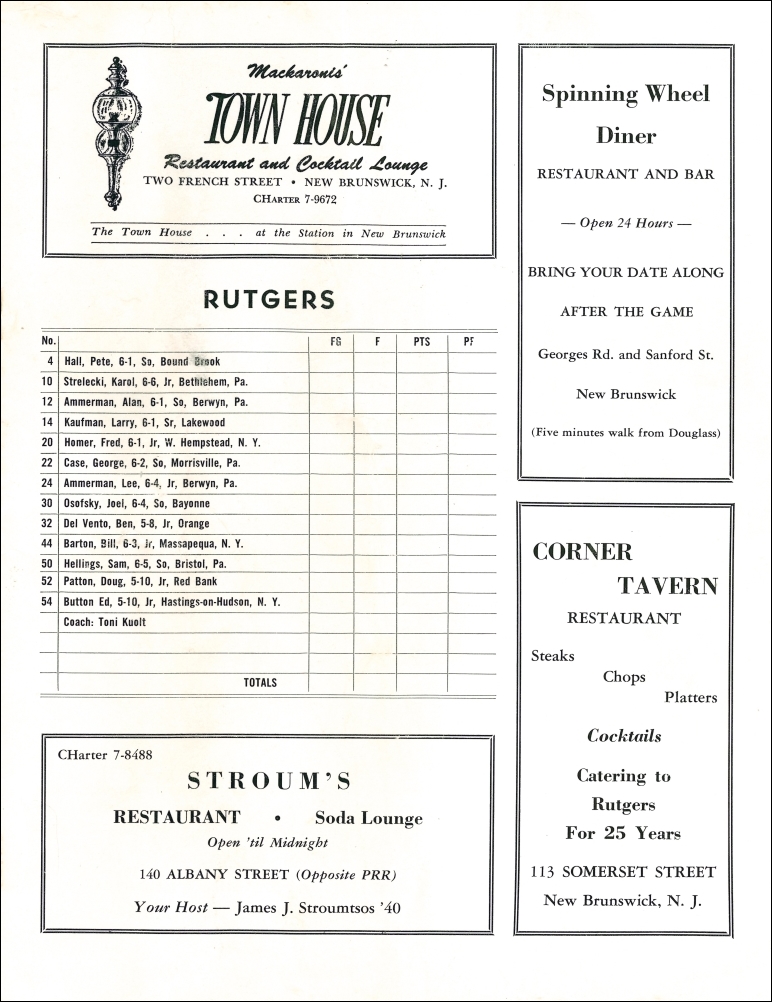 Mackaronis'
TOWN HOUSE
Restaurant and Cocktail Lounge
TWO FRENCH STREET • NEW BRUNSWICK, N. J.
CHARTER 7-9672
The Town House . . . at the Station in New Brunswick
RUTGERS
No. FG F PTS PF
4 Hall, Pete, 6-1, So, Bound Brook
10 Strelecki, Karol, 6-6, Jr, Bethlehem, Pa.
12 Ammerman, Alan, 6-1, So, Berwyn, Pa.
14 Kaufman, Larry, 6-1, Sr, Lakewood
20 Homer, Fred, 6-1, Jr, W. Hempstead, N. Y.
22 Case, George, 6-2, So, Morrisville, Pa.
24 Ammerman, Lee, 6-4, Jr, Berwyn, Pa.
30 Osofsky, Joel, 6-4, So, Bayonne
32 Del Vento, Ben, 5-8, Jr, Orange
44 Barton, Bill, 6-3, Jr, Massapequa, N. Y.
50 Hellings, Sam, 6-5, So, Bristol, Pa.
52 Patton, Doug, 5-10, Jr, Red Bank
54 Button Ed, 5-10, Jr, Hastings-on-Hudson, N. Y.
Coach: Toni Kuolt
TOTALS
CHarter 7-8488
STROUM'S
RESTAURANT • Soda Lounge
Open 'til Midnight
140 ALBANY STREET (Opposite PRR)
Your Host — James J. Stroumtsos '40
Spinning Wheel
Diner
RESTAURANT AND BAR
— Open 24 Hours —
BRING YOUR DATE ALONG
AFTER THE GAME
Georges Rd. and Sanford St.
New Brunswick
(Five minutes walk from Douglass)
CORNER
TAVERN
RESTAURANT
Steaks
Chops
Platters
Cocktails
Catering to
Rutgers
For 25 Years
113 SOMERSET STREET
New Brunswick, N. J.